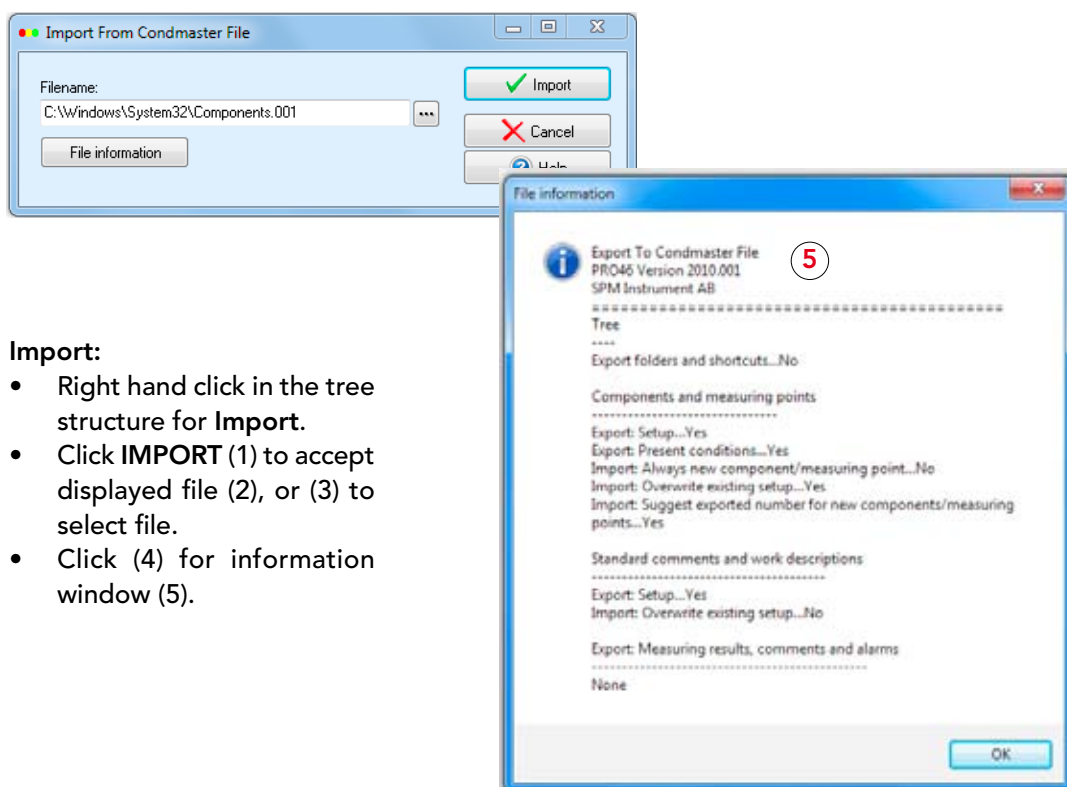 Import From Condmaster File
Filename:
C:\Windows\System32\Components.001
...
File information
Import
Cancel
Help
File information
Export To Condmaster File
PRO46 Version 2010.001
SPM Instrument AB
============================================
Tree
----
Export folders and shortcuts...No
Components and measuring points
-------------------------------
Export: Setup...Yes
Export: Present conditions...Yes
Import: Always new component/measuring point...No
Import: Overwrite existing setup...Yes
Import: Suggest exported number for new components/measuring
points...Yes
Standard comments and work descriptions
---------------------------------------
Export: Setup...Yes
Import: Overwrite existing setup...No
Export: Measuring results, comments and alarms
----------------------------------------------
None
OK
5
Import:
• Right hand click in the tree
structure for Import.
• Click IMPORT (1) to accept
displayed file (2), or (3) to
select file.
• Click (4) for information
window (5).